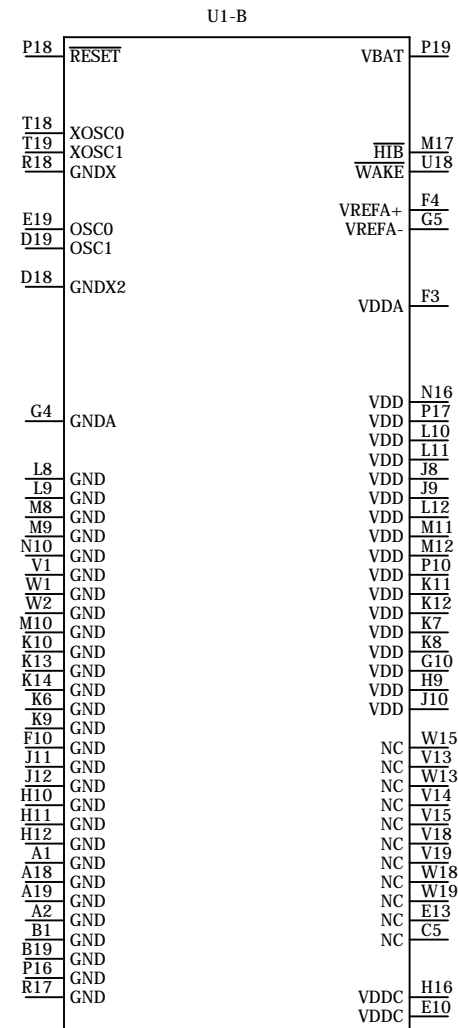 U1-B
P18 RESET VBAT P19
T18 XOSC0
T19 XOSC1 HIB M17
R18 GNDX WAKE U18
VREFA+ F4
E19 OSC0 VREFA- G5
D19 OSC1
D18 GNDX2
VDDA F3
VDD N16
G4 GNDA VDD P17
VDD L10
VDD L11
L8 GND VDD J8
L9 GND VDD J9
M8 GND VDD L12
M9 GND VDD M11
N10 GND VDD M12
V1 GND VDD P10
W1 GND VDD K11
W2 GND VDD K12
M10 GND VDD K7
K10 GND VDD K8
K13 GND VDD G10
K14 GND VDD H9
K6 GND VDD J10
K9 GND
F10 GND NC W15
J11 GND NC V13
J12 GND NC W13
H10 GND NC V14
H11 GND NC V15
H12 GND NC V18
A1 GND NC V19
A18 GND NC W18
A19 GND NC W19
A2 GND NC E13
B1 GND NC C5
B19 GND
P16 GND
R17 GND VDDC H16
VDDC E10